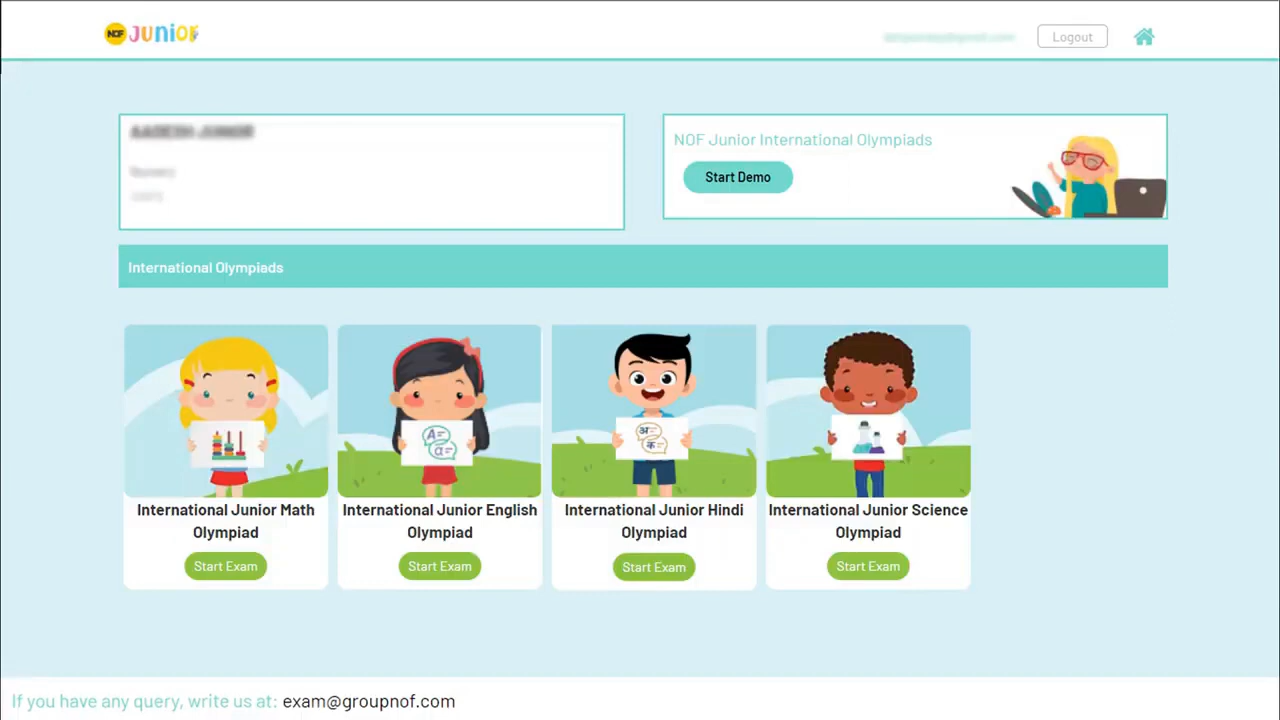 NOF Junior
Logout
NOF Junior International Olympiads
Start Demo
International Olympiads
A=
a=
अ=
क=
International Junior Math
Olympiad
Start Exam
International Junior English
Olympiad
Start Exam
International Junior Hindi
Olympiad
Start Exam
International Junior Science
Olympiad
Start Exam
If you have any query, write us at: exam@groupnof.com